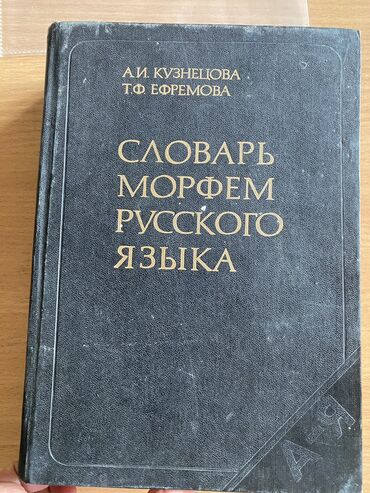 А.И. КУЗНЕЦОВА
Т.Ф. ЕФРЕМОВА
СЛОВАРЬ
МОРФЕМ
РУССКОГО
ЯЗЫКА
А
Я